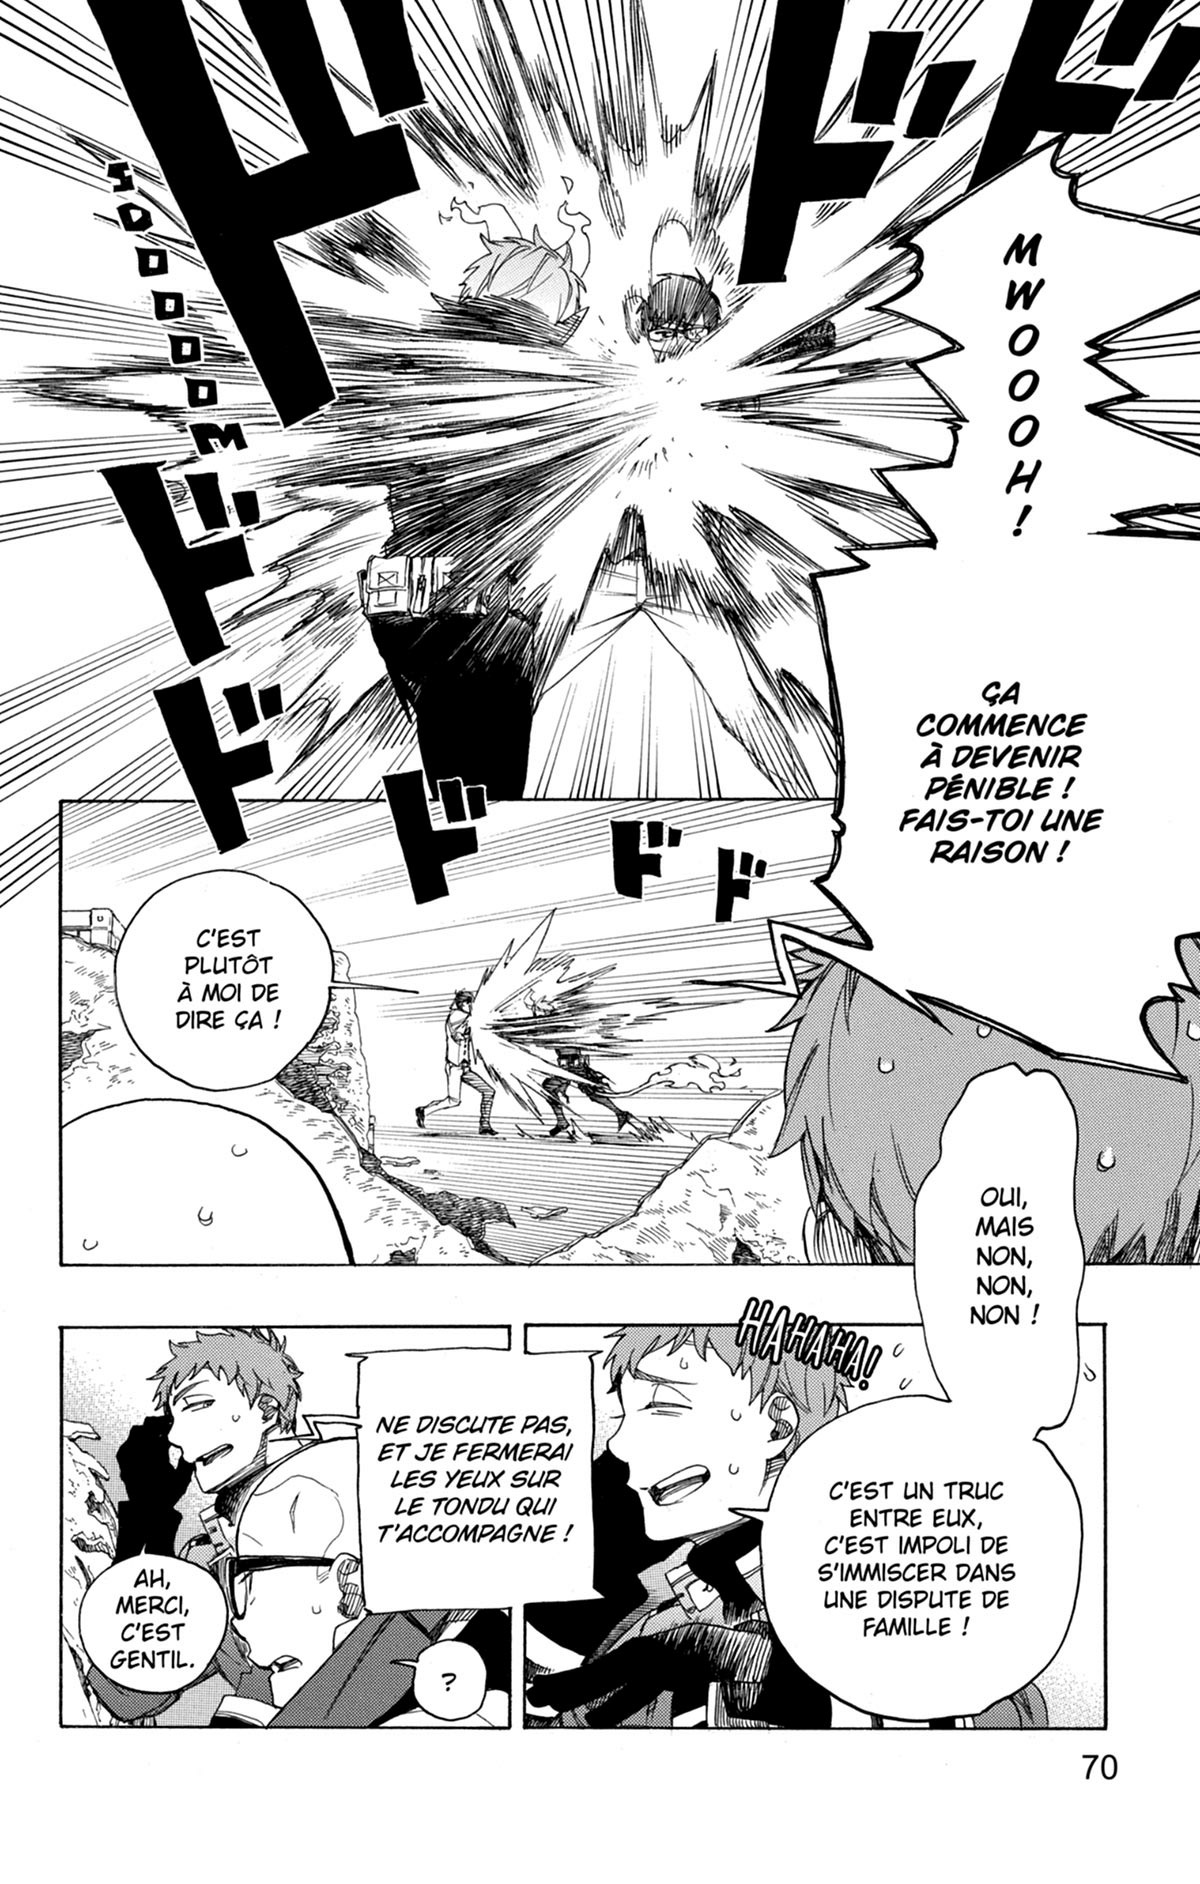 ドドドドドドドド
MWOOOH !
SDOOOOOM
ÇA
COMMENCE
À DEVENIR
PÉNIBLE !
FAIS-TOI UNE
RAISON !
C'EST
PLUTÔT
À MOI DE
DIRE ÇA !
OUI,
MAIS
NON,
NON,
NON !
HAHAHA!
C'EST UN TRUC
ENTRE EUX,
C'EST IMPOLI DE
S'IMMISCER DANS
UNE DISPUTE DE
FAMILLE !
NE DISCUTE PAS,
ET JE FERMERAI
LES YEUX SUR
LE TONDU QUI
T'ACCOMPAGNE !
?
AH,
MERCI,
C'EST
GENTIL.
70